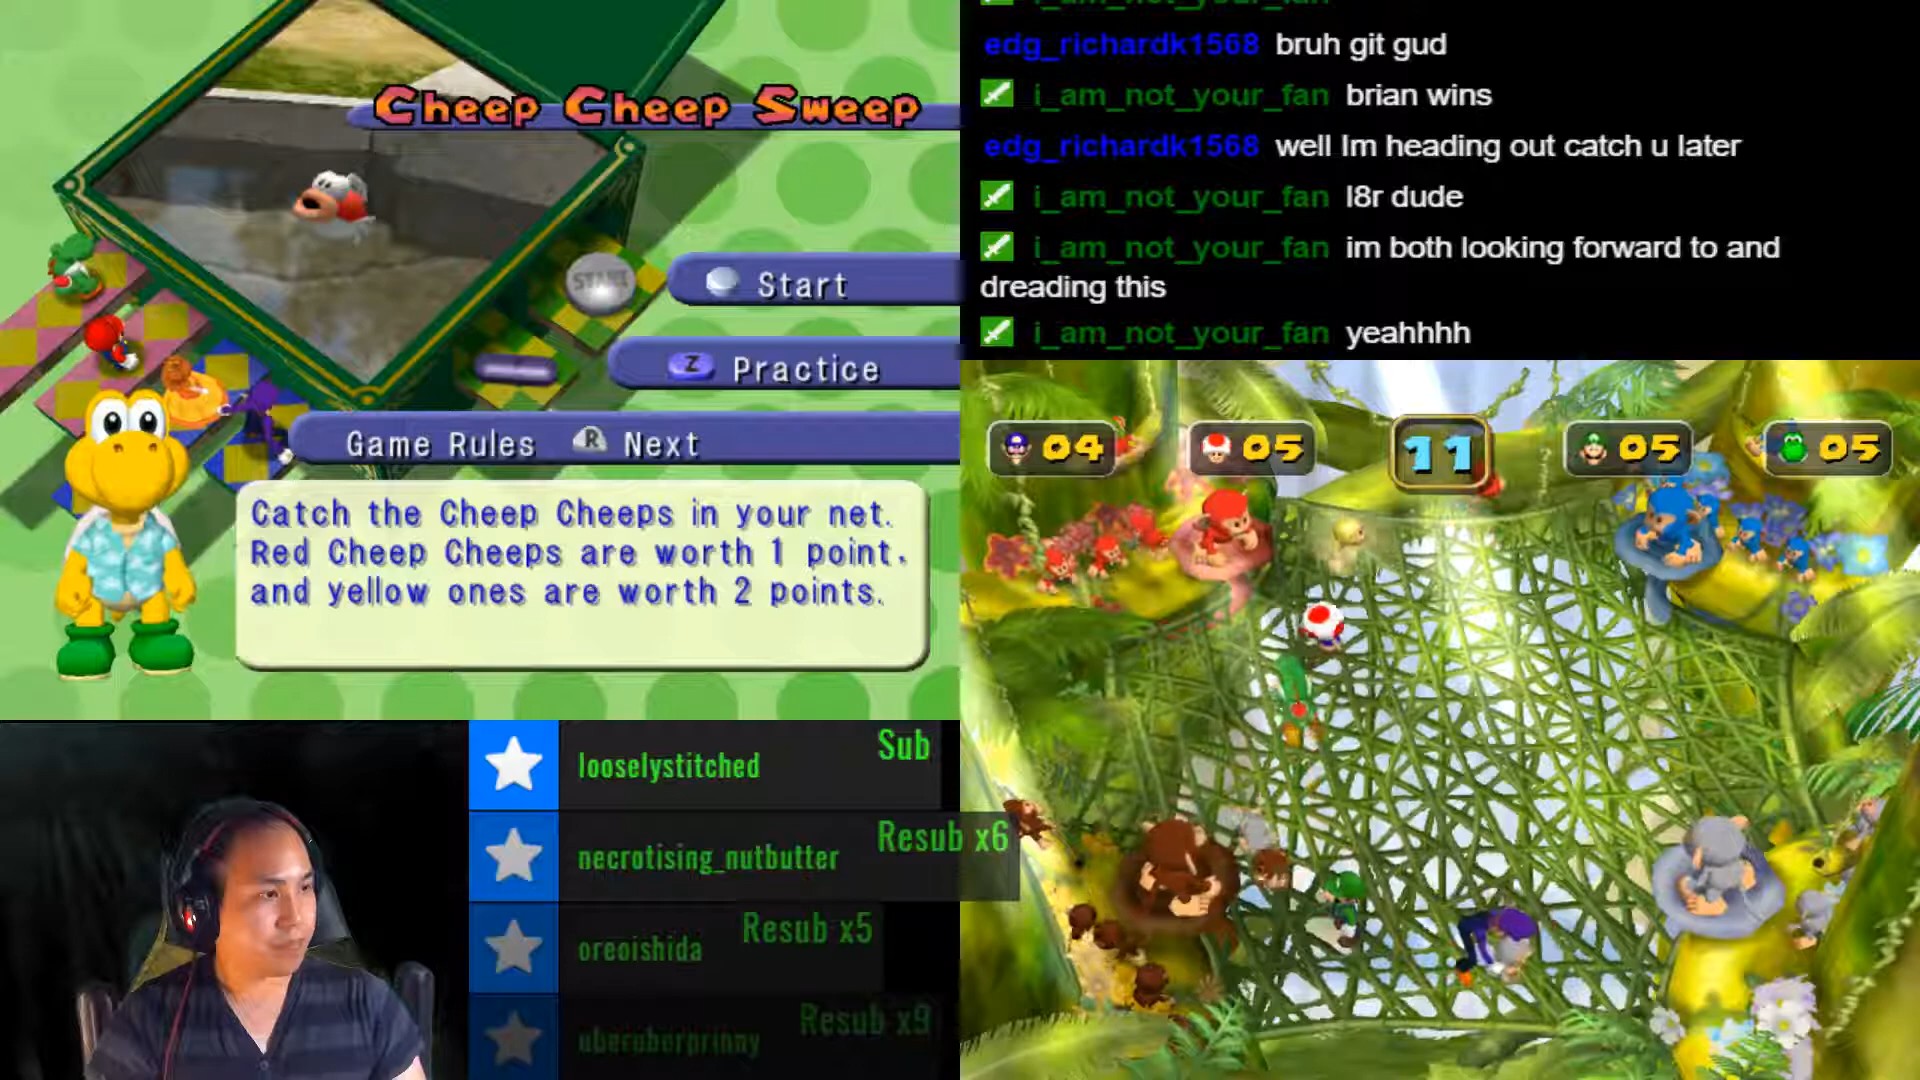 Cheep Cheep Sweep
START
Start
Z Practice
Game Rules R Next
Catch the Cheep Cheeps in your net.
Red Cheep Cheeps are worth 1 point,
and yellow ones are worth 2 points.
i_am_not_your_fan
edg_richardk1568 bruh git gud
i_am_not_your_fan brian wins
edg_richardk1568 well Im heading out catch u later
i_am_not_your_fan l8r dude
i_am_not_your_fan im both looking forward to and
dreading this
i_am_not_your_fan yeahhhh
04 05 11 05 05
looselystitched Sub
necrotising_nutbutter Resub x6
oreoishida Resub x5
uberuberprinny Resub x9